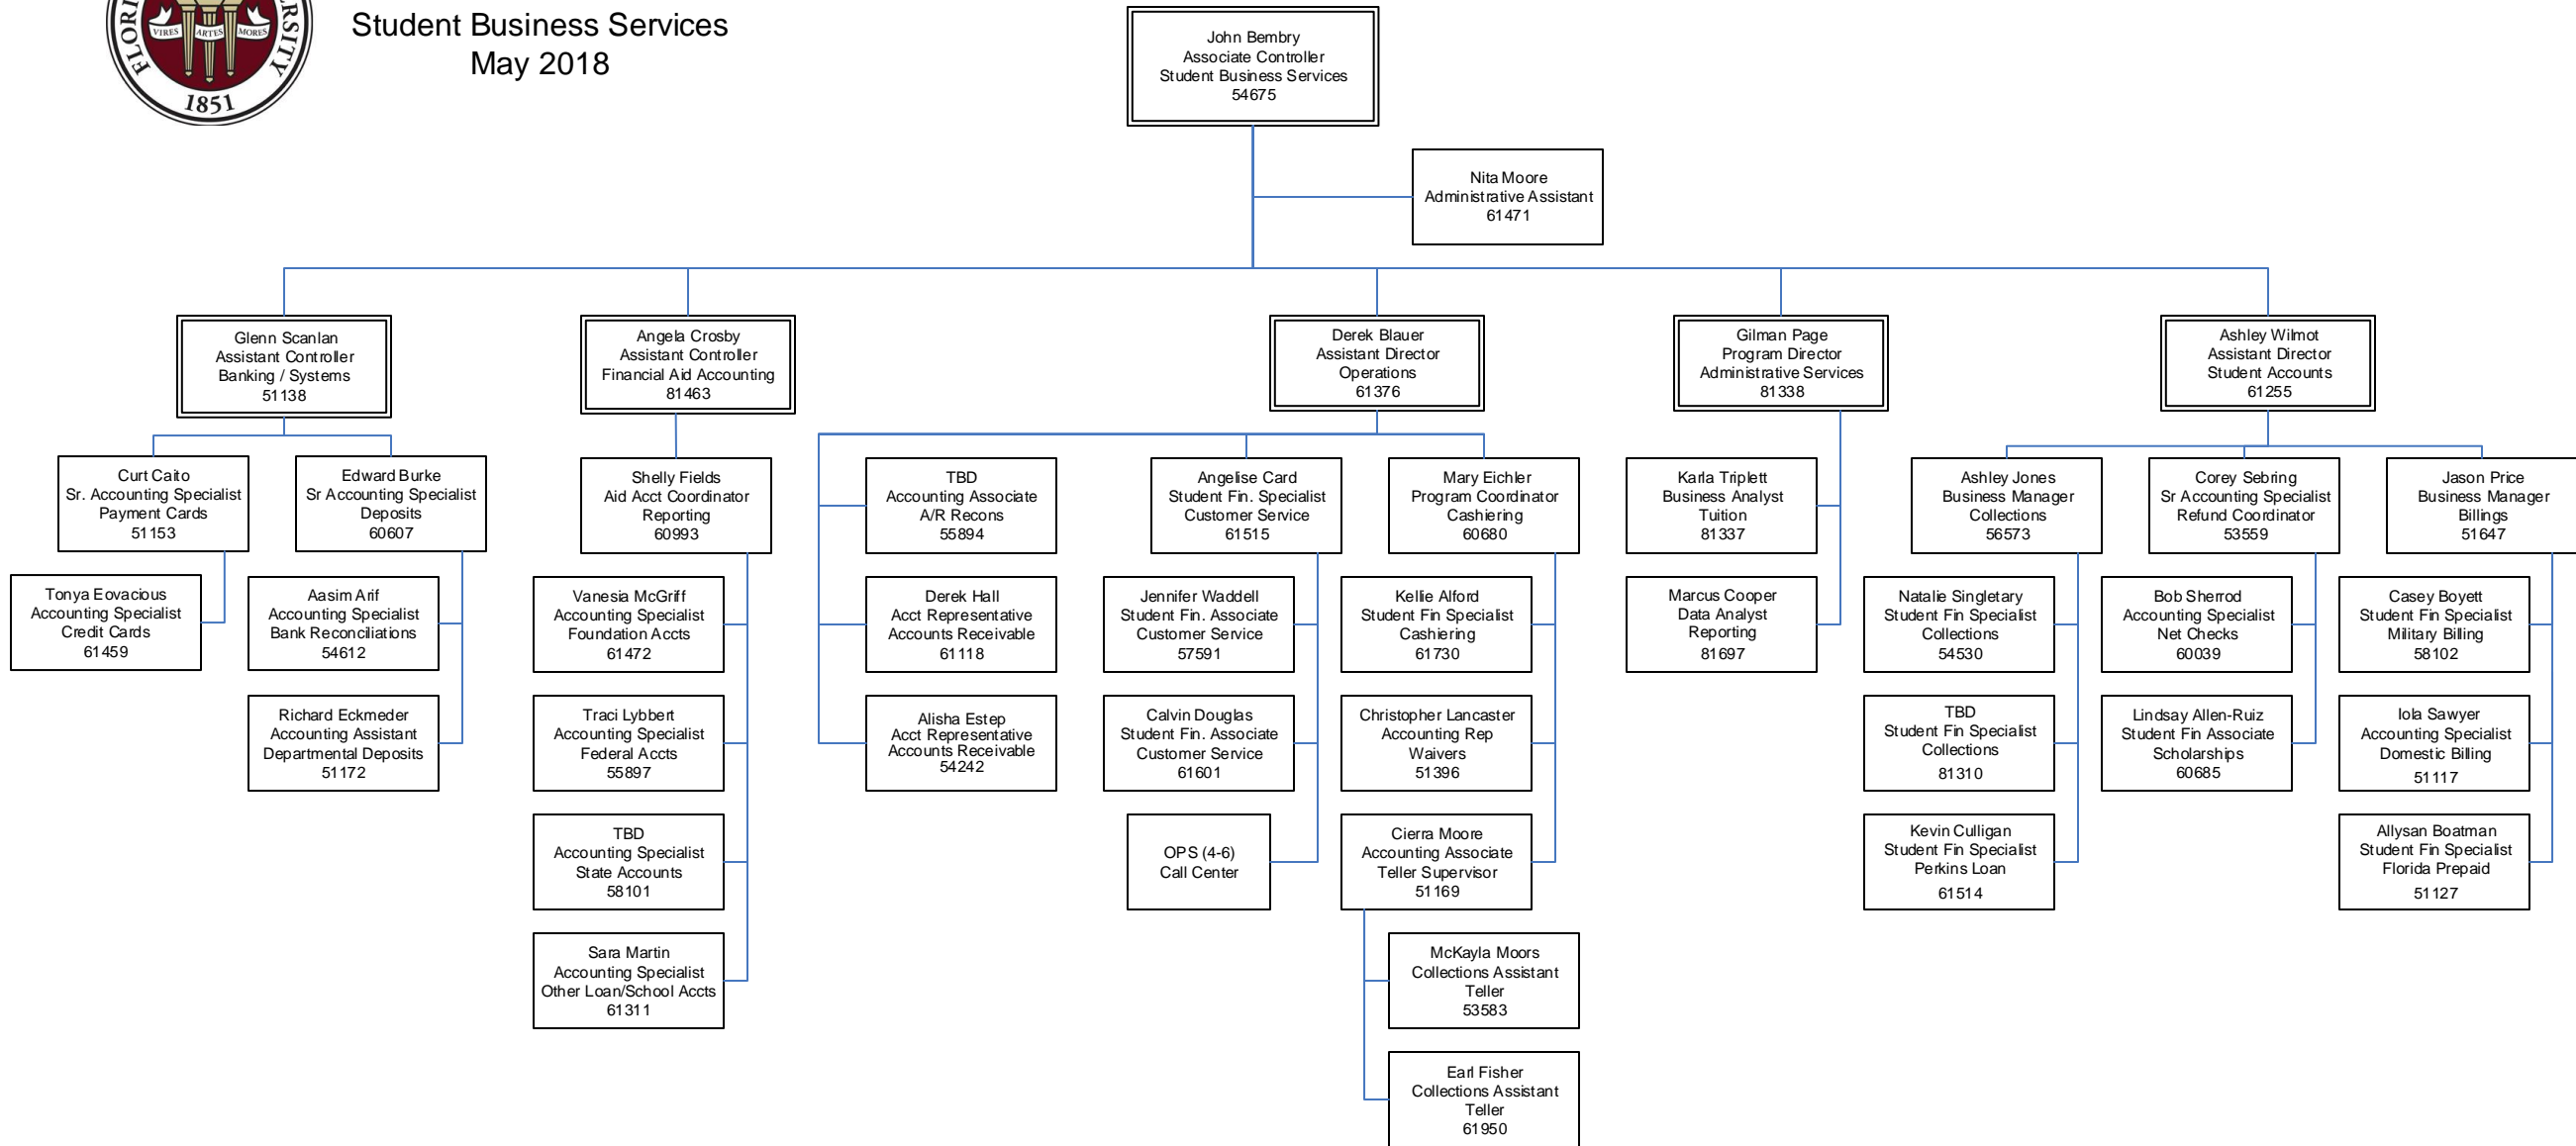 FLORI
RSITY
VIRES
ARTES
MORES
1851
Student Business Services
May 2018
John Bembry
Associate Controller
Student Business Services
54675
Nita Moore
Administrative Assistant
61471
Glenn Scanlan
Assistant Controller
Banking / Systems
51138
Angela Crosby
Assistant Controller
Financial Aid Accounting
81463
Derek Blauer
Assistant Director
Operations
61376
Gilman Page
Program Director
Administrative Services
81338
Ashley Wilmot
Assistant Director
Student Accounts
61255
Curt Caito
Sr. Accounting Specialist
Payment Cards
51153
Edward Burke
Sr Accounting Specialist
Deposits
60607
Shelly Fields
Aid Acct Coordinator
Reporting
60993
TBD
Accounting Associate
A/R Recons
55894
Angelise Card
Student Fin. Specialist
Customer Service
61515
Mary Eichler
Program Coordinator
Cashiering
60680
Karla Triplett
Business Analyst
Tuition
81337
Ashley Jones
Business Manager
Collections
56573
Corey Sebring
Sr Accounting Specialist
Refund Coordinator
53559
Jason Price
Business Manager
Billings
51647
Tonya Eovacious
Accounting Specialist
Credit Cards
61459
Aasim Arif
Accounting Specialist
Bank Reconciliations
54612
Vanesia McGriff
Accounting Specialist
Foundation Accts
61472
Derek Hall
Acct Representative
Accounts Receivable
61118
Jennifer Waddell
Student Fin. Associate
Customer Service
57591
Kellie Alford
Student Fin Specialist
Cashiering
61730
Marcus Cooper
Data Analyst
Reporting
81697
Natalie Singletary
Student Fin Specialist
Collections
54530
Bob Sherrod
Accounting Specialist
Net Checks
60039
Casey Boyett
Student Fin Specialist
Military Billing
58102
Richard Eckmeder
Accounting Assistant
Departmental Deposits
51172
Traci Lybbert
Accounting Specialist
Federal Accts
55897
Alisha Estep
Acct Representative
Accounts Receivable
54242
Calvin Douglas
Student Fin. Associate
Customer Service
61601
Christopher Lancaster
Accounting Rep
Waivers
51396
TBD
Student Fin Specialist
Collections
81310
Lindsay Allen-Ruiz
Student Fin Associate
Scholarships
60685
Iola Sawyer
Accounting Specialist
Domestic Billing
51117
TBD
Accounting Specialist
State Accounts
58101
OPS (4-6)
Call Center
Cierra Moore
Accounting Associate
Teller Supervisor
51169
Kevin Culligan
Student Fin Specialist
Perkins Loan
61514
Allysan Boatman
Student Fin Specialist
Florida Prepaid
51127
Sara Martin
Accounting Specialist
Other Loan/School Accts
61311
McKayla Moors
Collections Assistant
Teller
53583
Earl Fisher
Collections Assistant
Teller
61950